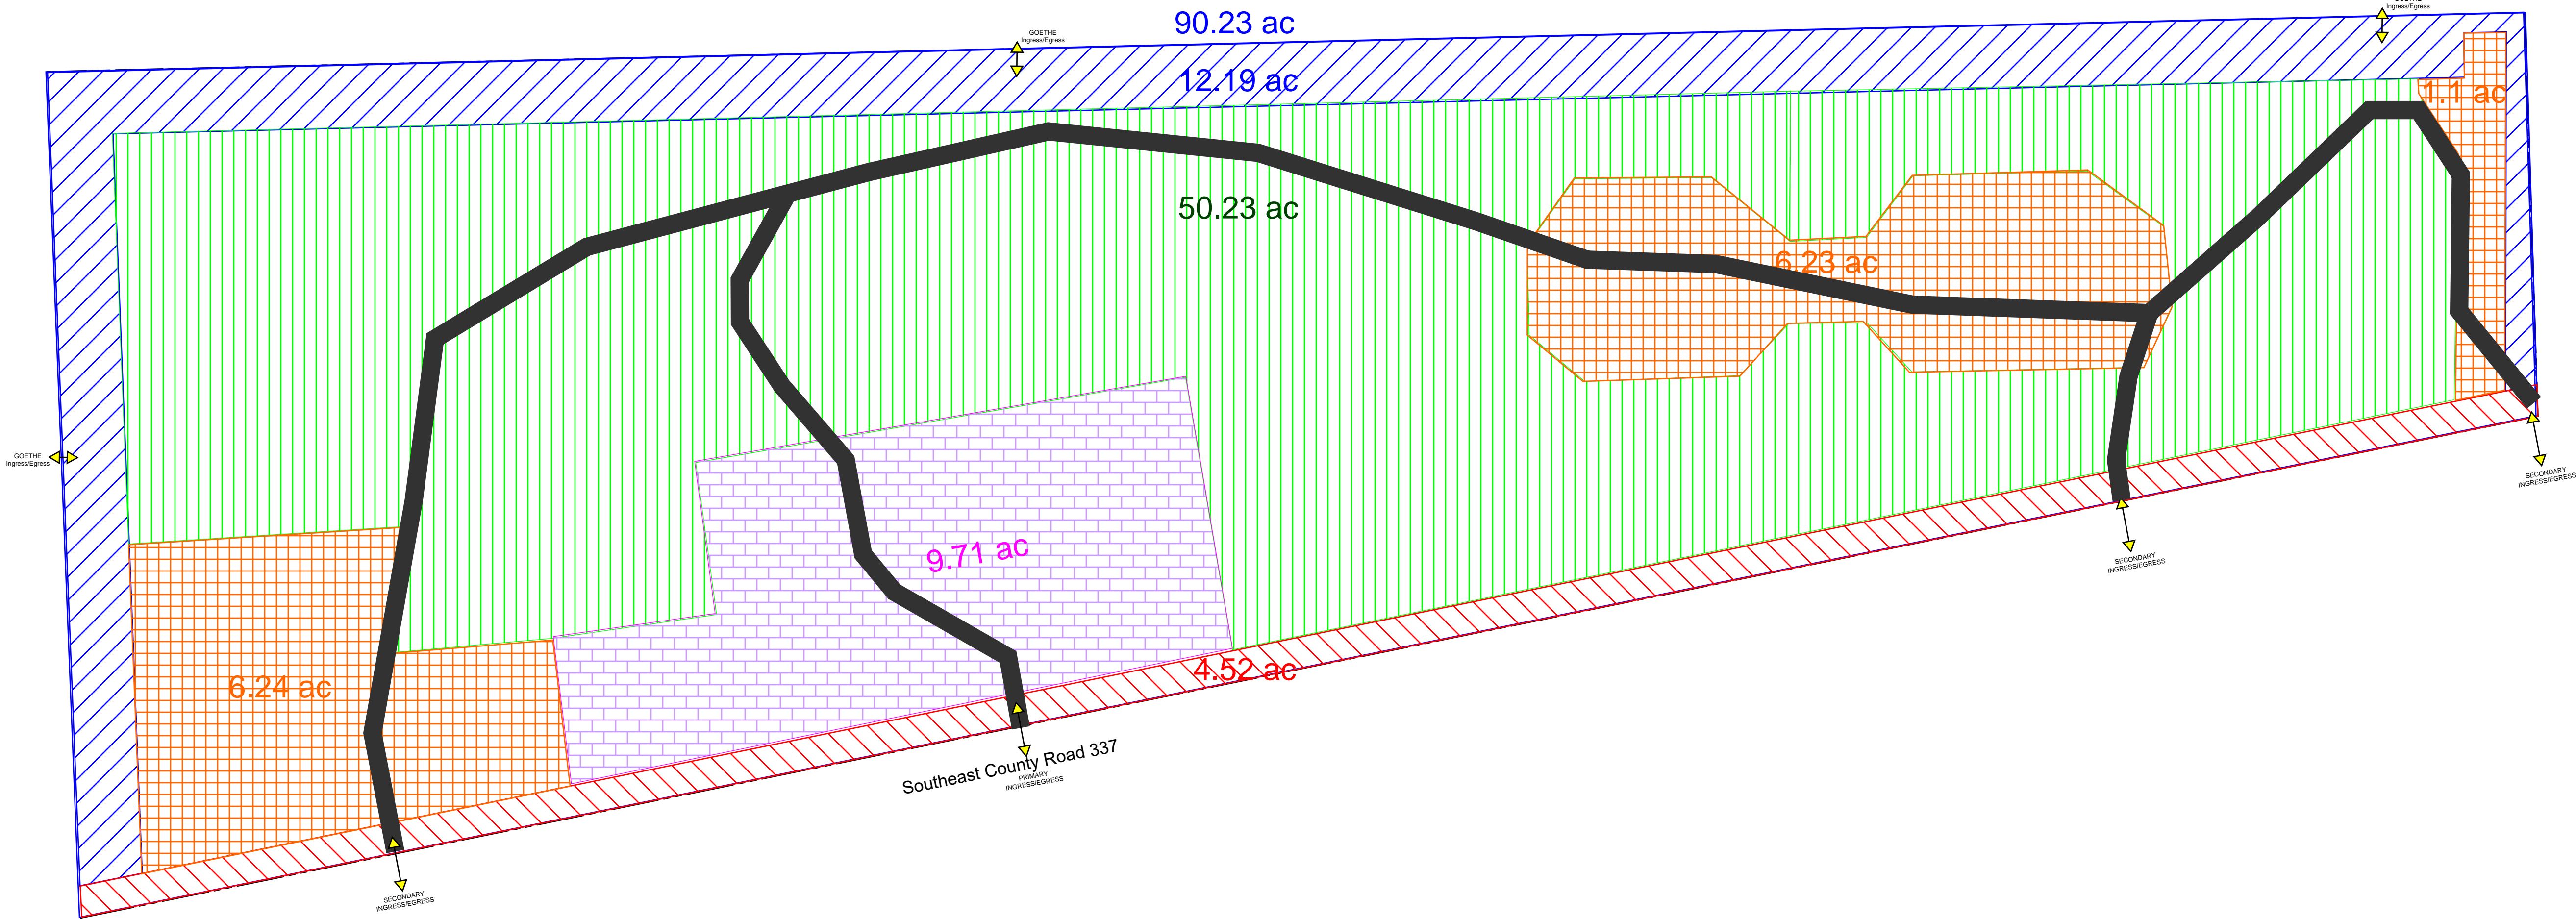 GOETHE
Ingress/Egress
90.23 ac
GOETHE
Ingress/Egress
12.19 ac
1.1 ac
50.23 ac
6.23 ac
GOETHE
Ingress/Egress
9.71 ac
SECONDARY
INGRESS/EGRESS
SECONDARY
INGRESS/EGRESS
6.24 ac
4.52 ac
Southeast County Road 337
PRIMARY
INGRESS/EGRESS
SECONDARY
INGRESS/EGRESS